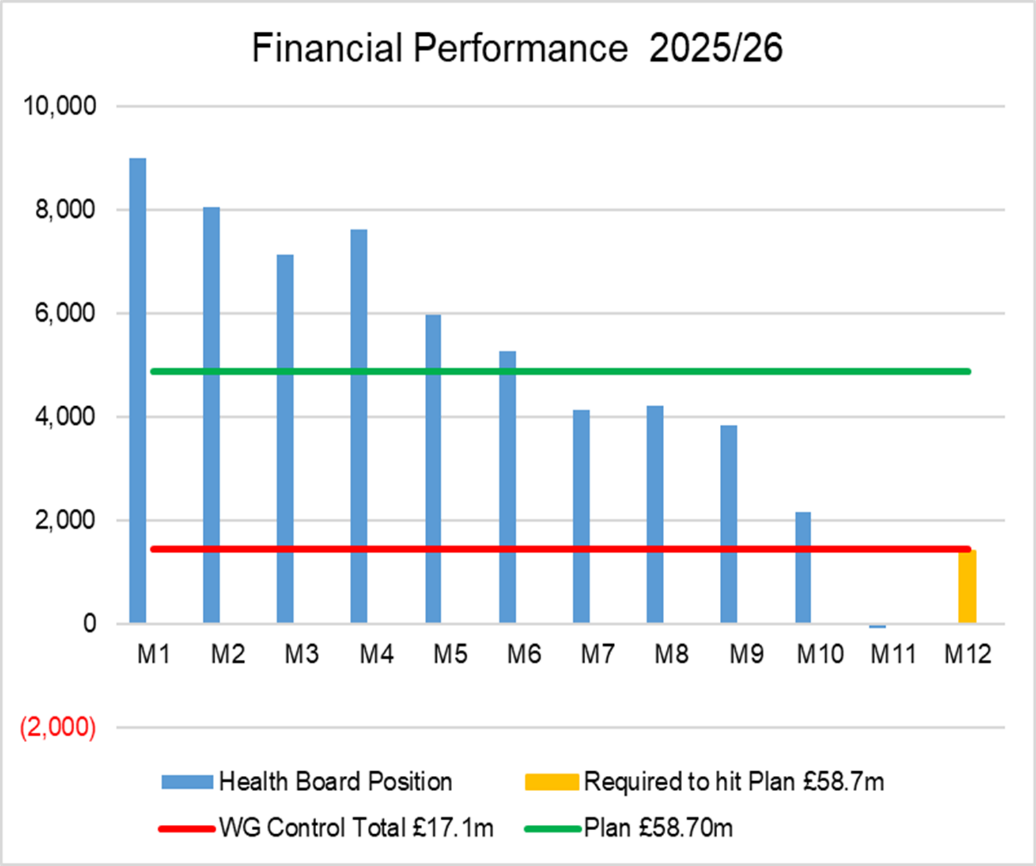 Financial Performance 2025/26
10,000
8,000
6,000
4,000
2,000
0
M1 M2 M3 M4 M5 M6 M7 M8 M9 M10 M11 M12
(2,000)
Health Board Position Required to hit Plan £58.7m
WG Control Total £17.1m Plan £58.70m